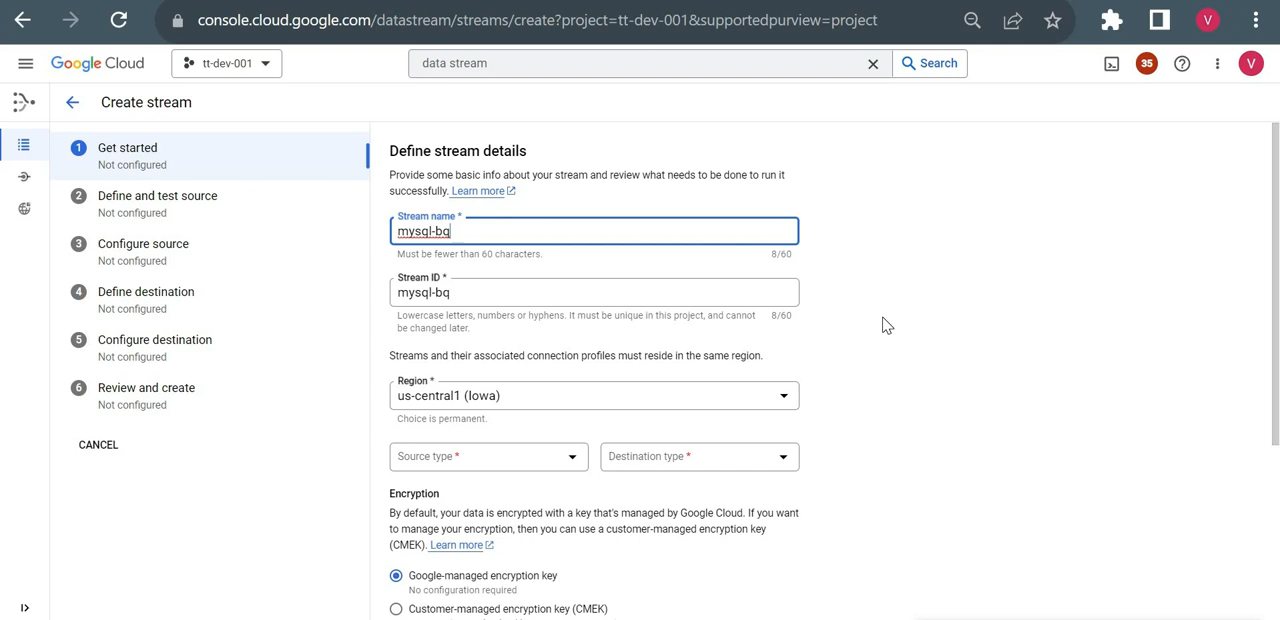 console.cloud.google.com/datastream/streams/create?project=tt-dev-001&supportedpurview=project
V
Google Cloud
tt-dev-001
data stream
Search
35
V
Create stream
1 Get started
Not configured
2 Define and test source
Not configured
3 Configure source
Not configured
4 Define destination
Not configured
5 Configure destination
Not configured
6 Review and create
Not configured
CANCEL
Define stream details
Provide some basic info about your stream and review what needs to be done to run it
successfully. Learn more
Stream name *
mysql-bq
Must be fewer than 60 characters. 8/60
Stream ID *
mysql-bq
Lowercase letters, numbers or hyphens. It must be unique in this project, and cannot 8/60
be changed later.
Streams and their associated connection profiles must reside in the same region.
Region *
us-central1 (Iowa)
Choice is permanent.
Source type * Destination type *
Encryption
By default, your data is encrypted with a key that's managed by Google Cloud. If you want
to manage your encryption, then you can use a customer-managed encryption key
(CMEK). Learn more
Google-managed encryption key
No configuration required
Customer-managed encryption key (CMEK)